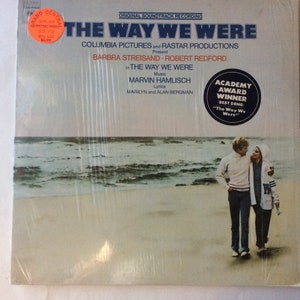 ORIGINAL SOUNDTRACK RECORDING
THE WAY WE WERE
COLUMBIA PICTURES and RASTAR PRODUCTIONS
Present
BARBRA STREISAND · ROBERT REDFORD
in THE WAY WE WERE
Music
MARVIN HAMLISCH
Lyrics
MARILYN and ALAN BERGMAN
ACADEMY
AWARD
WINNER
BEST SONG
"The Way We
Were"